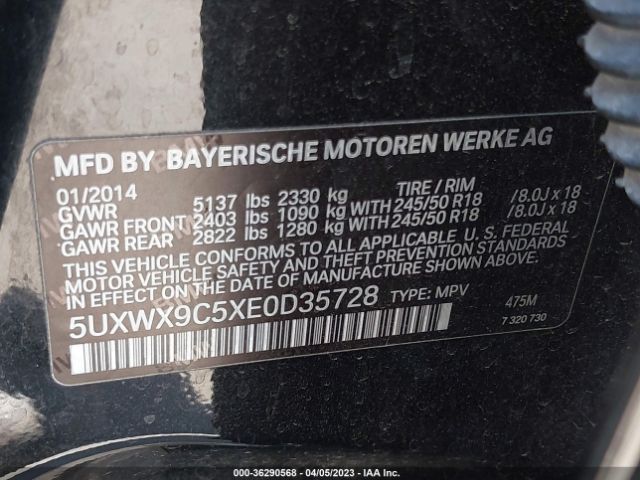 MFD BY BAYERISCHE MOTOREN WERKE AG
01/2014 TIRE / RIM
GVWR 5137 lbs 2330 kg
GAWR FRONT 2403 lbs 1090 kg WITH 245/50 R18 /8.0J x 18
GAWR REAR 2822 lbs 1280 kg WITH 245/50 R18 /8.0J x 18
THIS VEHICLE CONFORMS TO ALL APPLICABLE U. S. FEDERAL
MOTOR VEHICLE SAFETY AND THEFT PREVENTION STANDARDS
IN EFFECT ON THE DATE OF MANUFACTURE SHOWN ABOVE.
5UXWX9C5XE0D35728 TYPE: MPV 475M
7 320 730
000-36290568 - 04/05/2023 - IAA Inc.